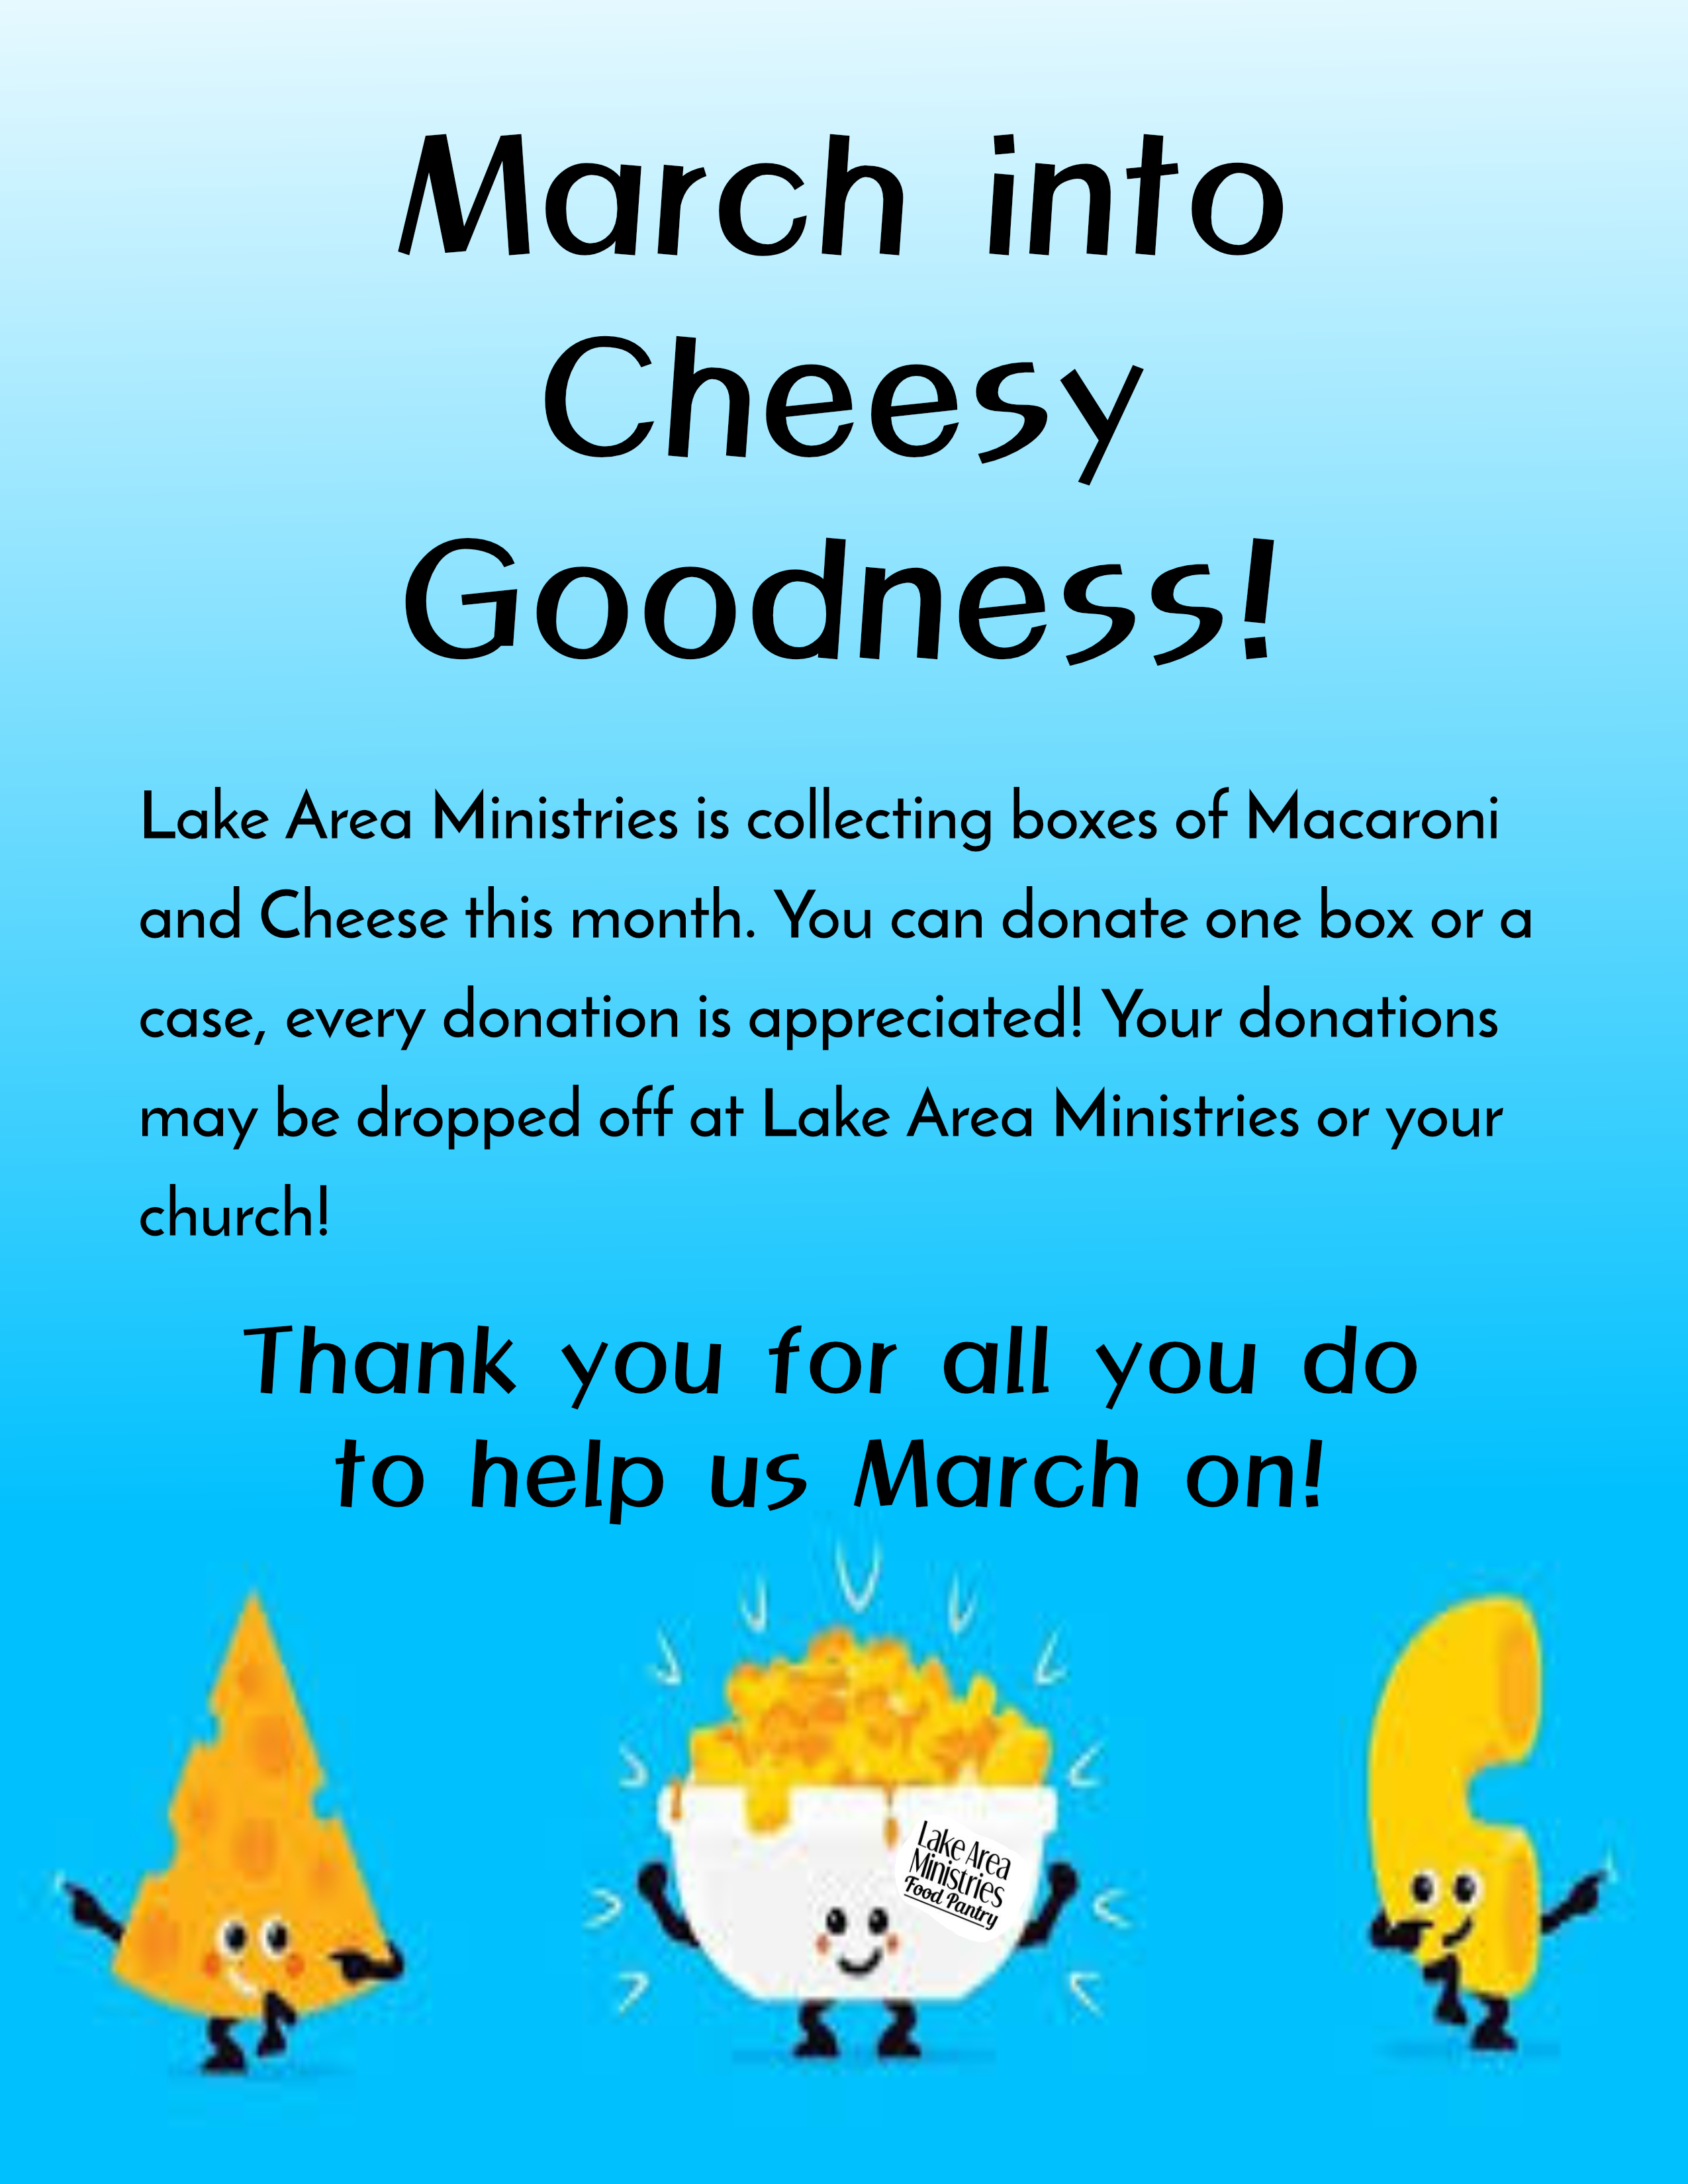 March into
Cheesy
Goodness!
Lake Area Ministries is collecting boxes of Macaroni
and Cheese this month. You can donate one box or a
case, every donation is appreciated! Your donations
may be dropped off at Lake Area Ministries or your
church!
Thank you for all you do
to help us March on!
Lake Area
Ministries
Food Pantry